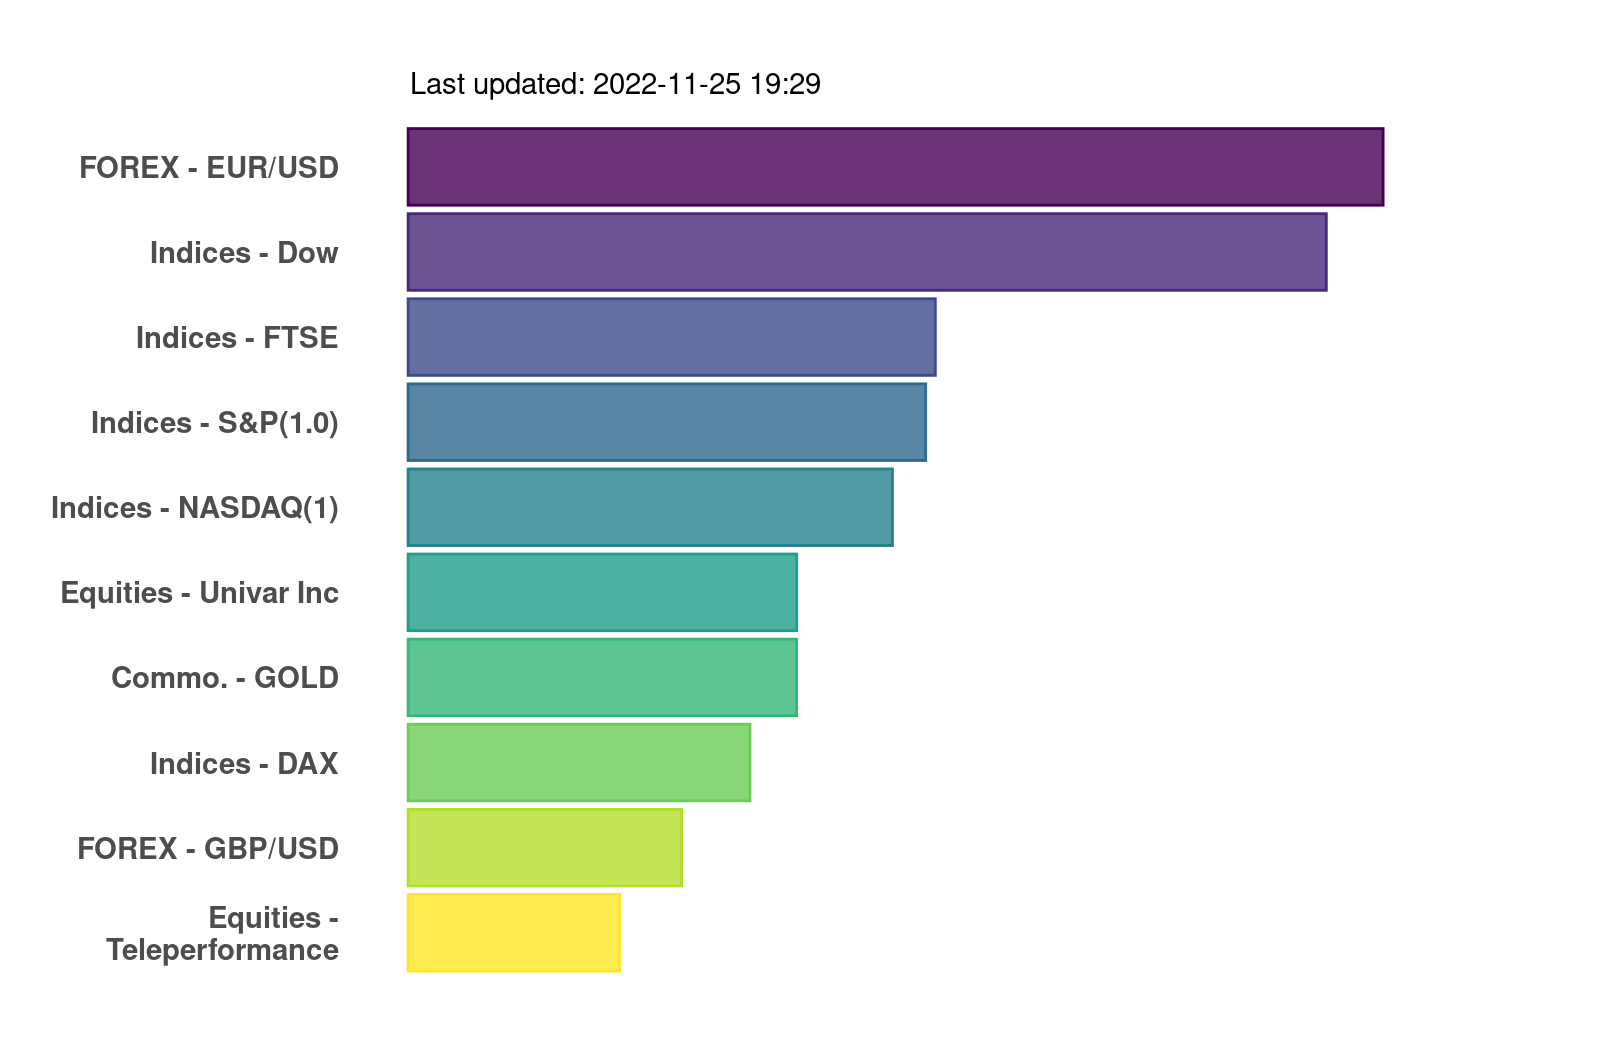 Last updated: 2022-11-25 19:29
FOREX - EUR/USD
Indices - Dow
Indices - FTSE
Indices - S&P(1.0)
Indices - NASDAQ(1)
Equities - Univar Inc
Commo. - GOLD
Indices - DAX
FOREX - GBP/USD
Equities -
Teleperformance